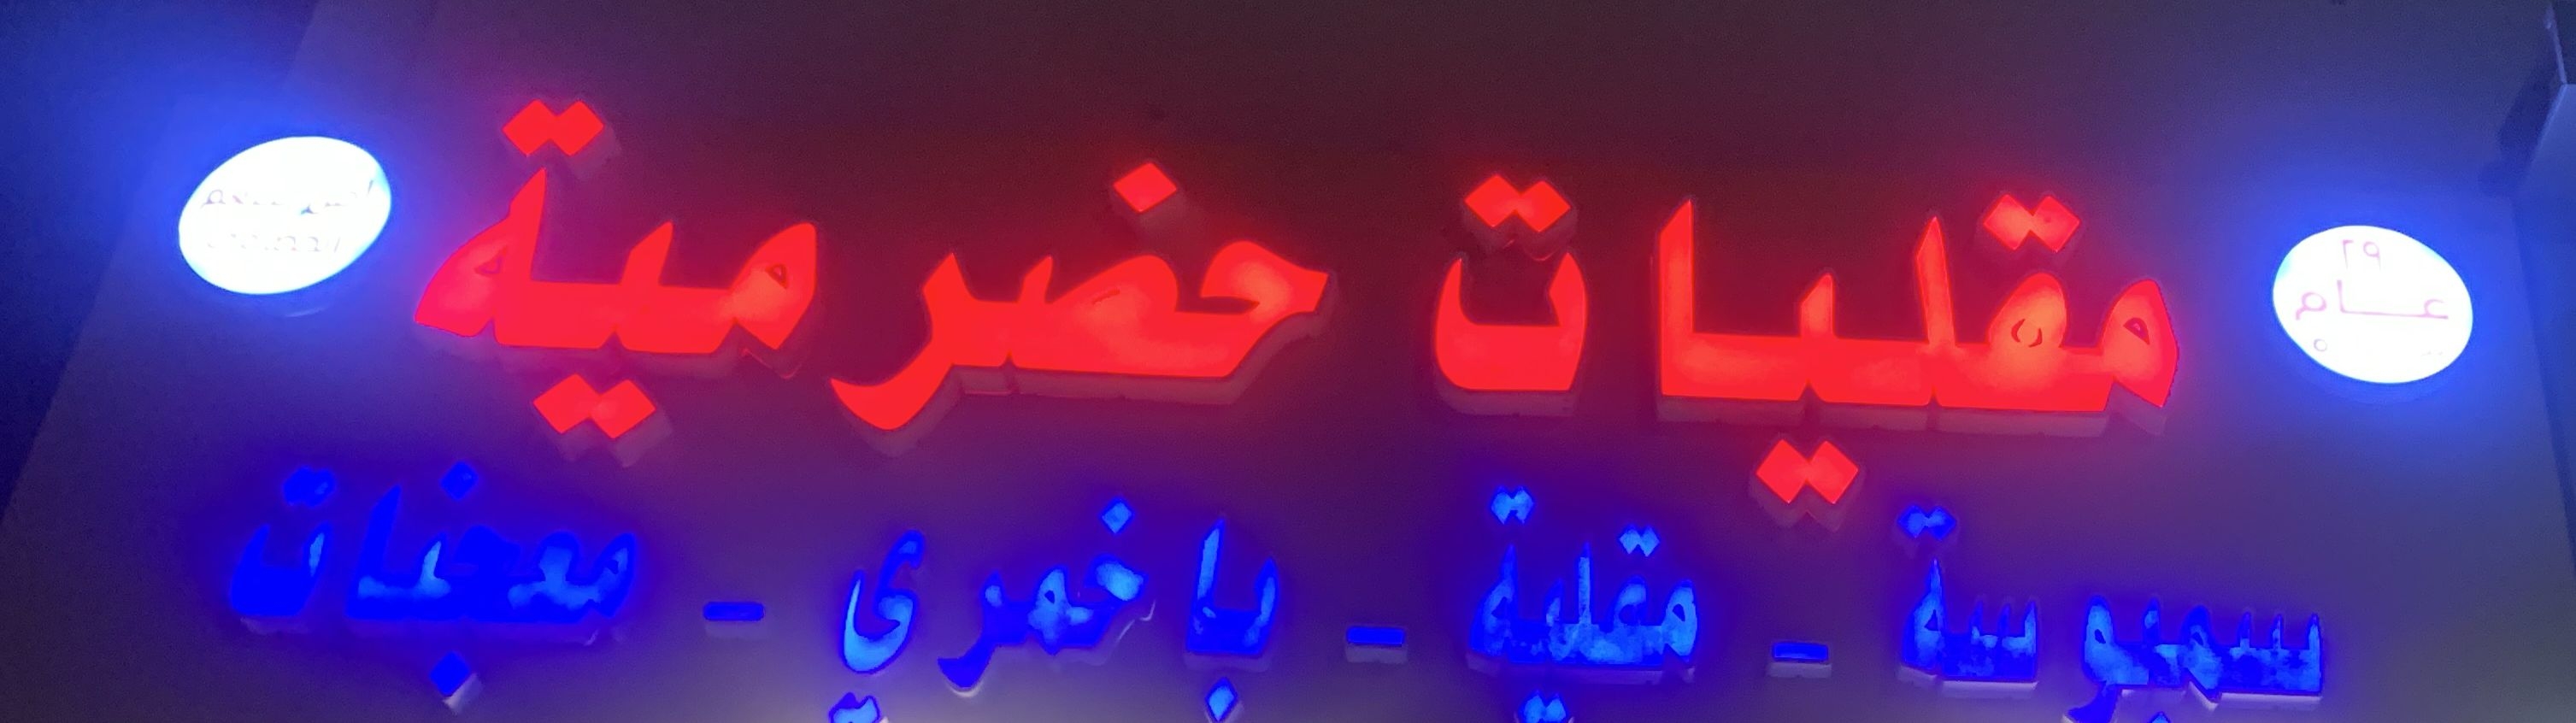 مقليات حضرمية
سمبوسة - مقلية - باخمري - معجنات
٢٩
عام